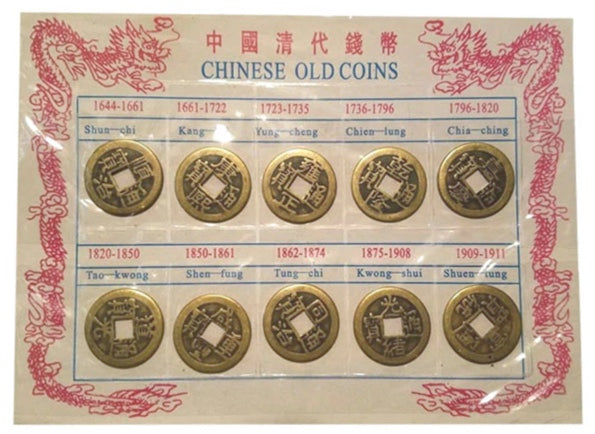 中國清代錢幣
CHINESE OLD COINS
1644-1661 1661-1722 1723-1735 1736-1796 1796-1820
Shun—chi Kang— Yung—cheng Chien—lung Chia—ching
1820-1850 1850-1861 1862-1874 1875-1908 1909-1911
Tao—kwong Shen—fung Tung—chi Kwong—shui Shuen—tung